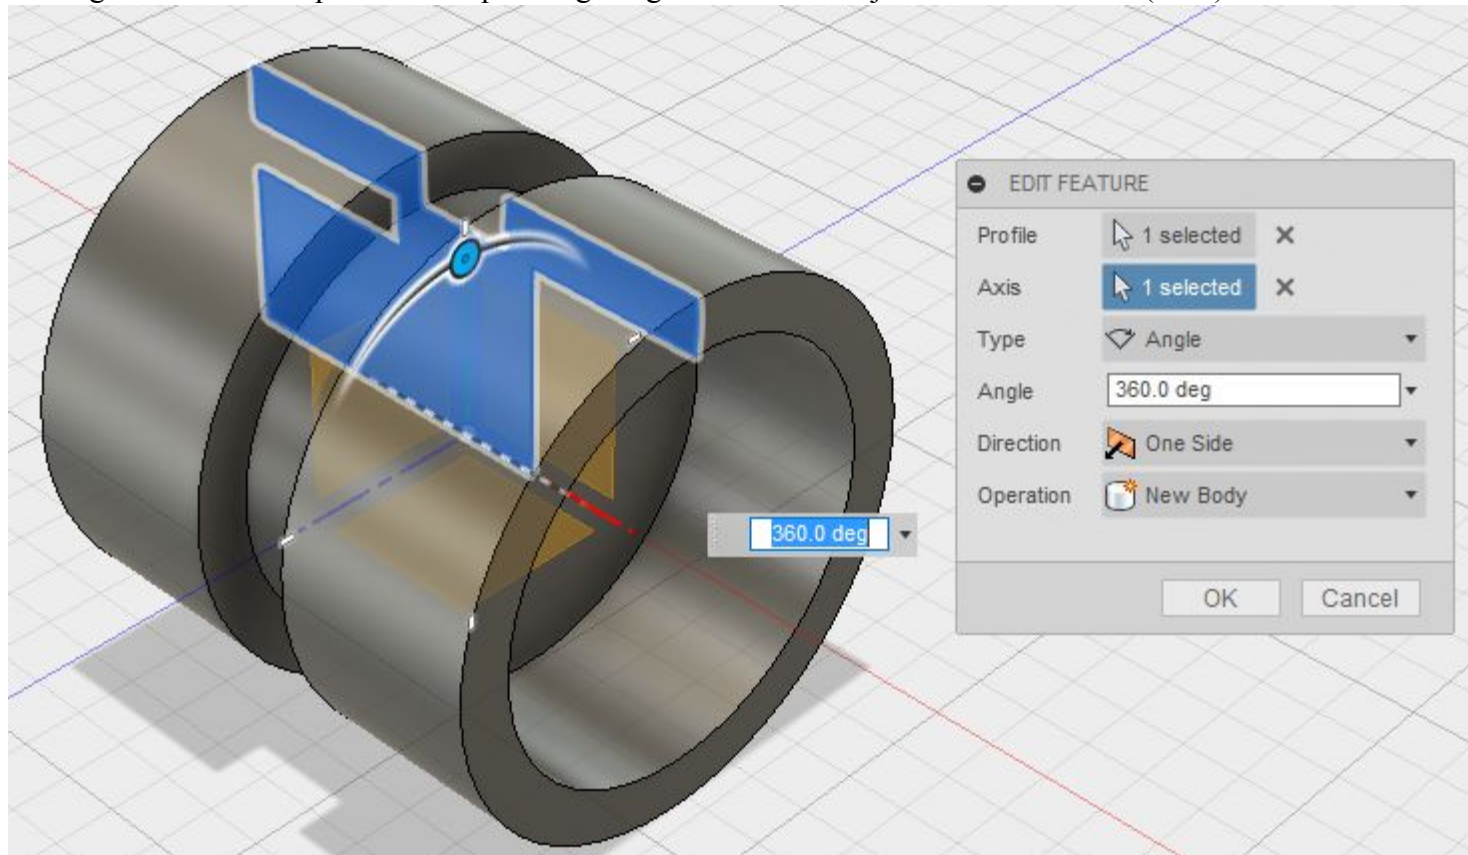 EDIT FEATURE
Profile 1 selected
Axis 1 selected
Type Angle
Angle 360.0 deg
Direction One Side
Operation New Body
360.0 deg
OK Cancel